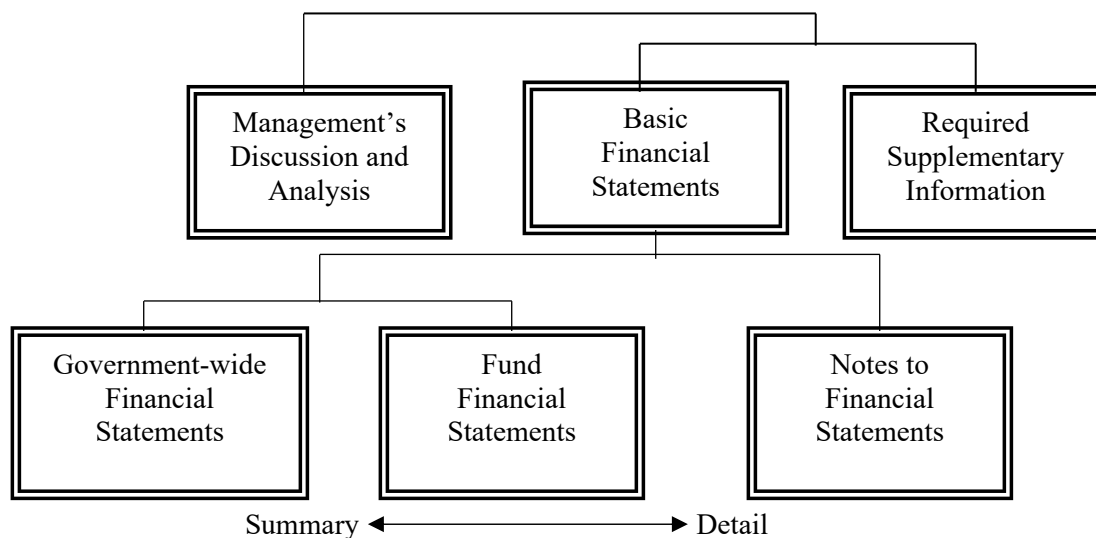 Management’s
Discussion and
Analysis
Basic
Financial
Statements
Required
Supplementary
Information
Government-wide
Financial
Statements
Fund
Financial
Statements
Notes to
Financial
Statements
Summary
Detail